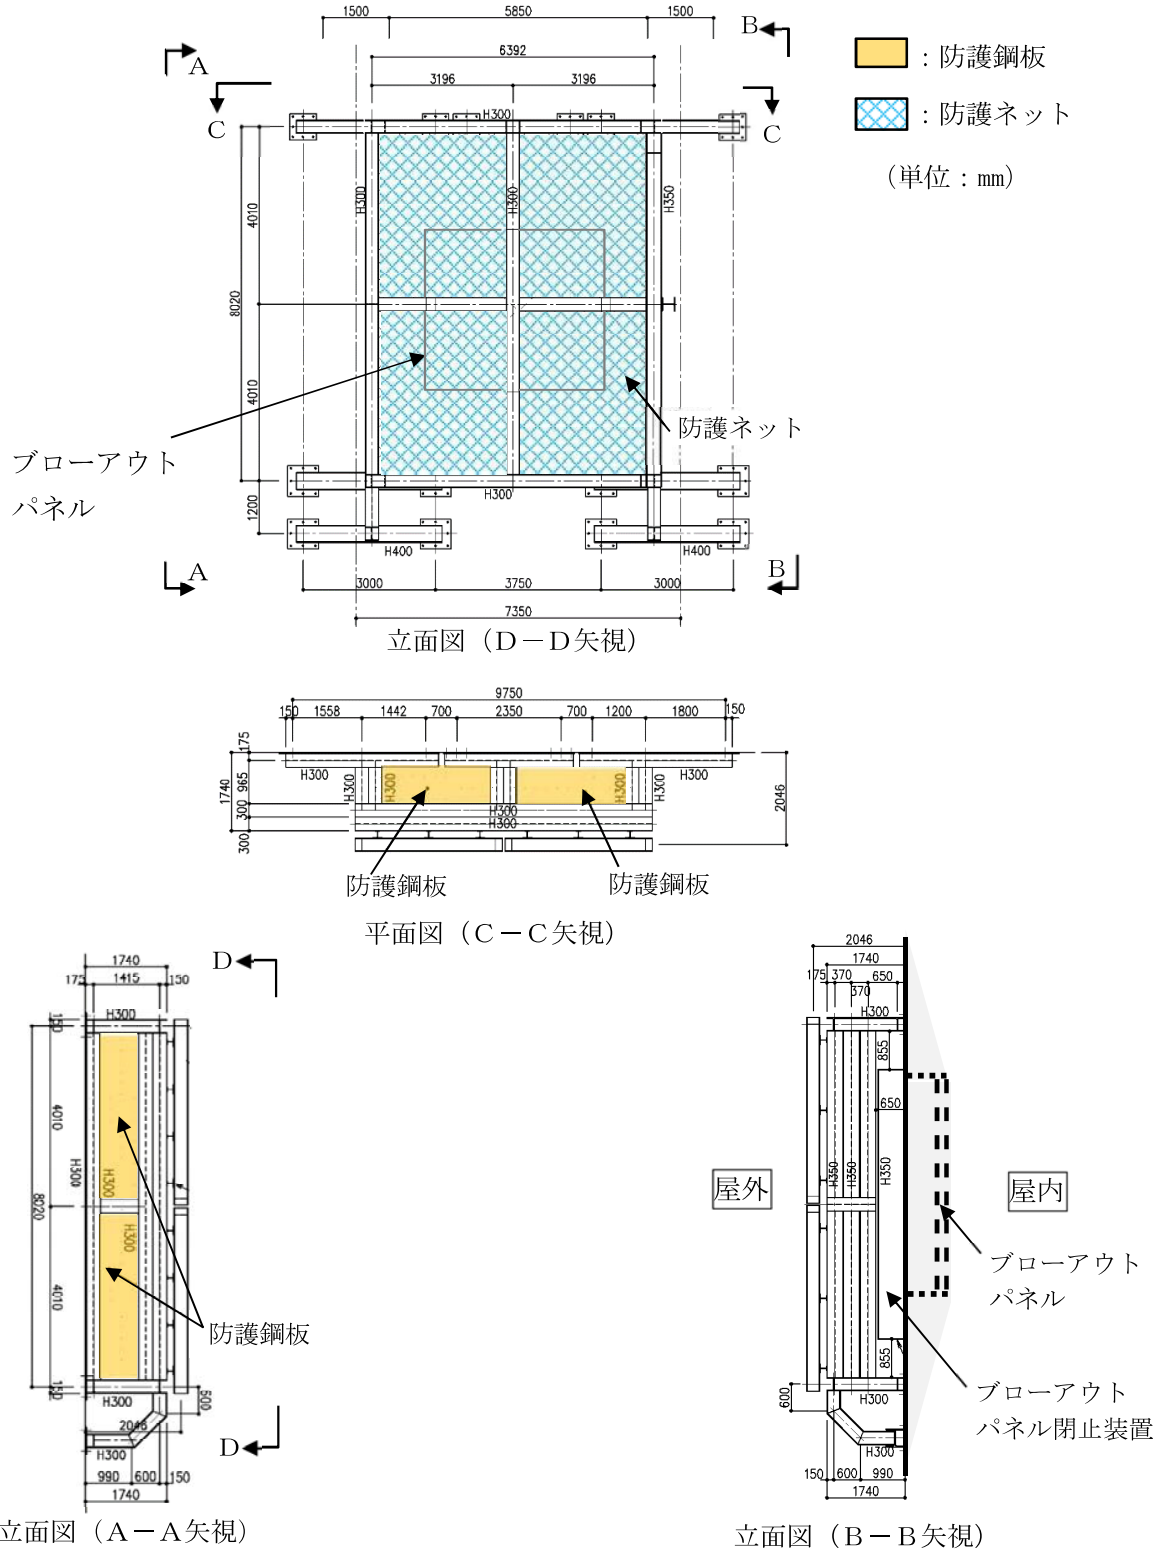 1500
5850
1500
B
A
6392
：防護鋼板
3196
3196
C
H300
C
：防護ネット
（単位：mm）
H300
H300
H350
4010
8020
4010
防護ネット
ブローアウト
パネル
H300
1200
H400
H400
A
B
3000
3750
3000
7350
立面図（D－D矢視）
9750
150
1558
1442
700
2350
700
1200
1800
150
175
H300
H300
H300
H300
H300
H300
1740
965
300
300
H300
H300
2046
防護鋼板
防護鋼板
平面図（C－C矢視）
D
1740
175
1415
150
H300
150
4010
H300
H300
8020
H300
4010
防護鋼板
150
H300
500
2046
D
H300
990
600
150
1740
立面図（A－A矢視）
2046
1740
175
370
650
370
H300
855
650
H350
H350
H350
屋外
屋内
ブローアウト
パネル
855
600
H300
ブローアウト
パネル閉止装置
H300
150
600
990
1740
立面図（B－B矢視）